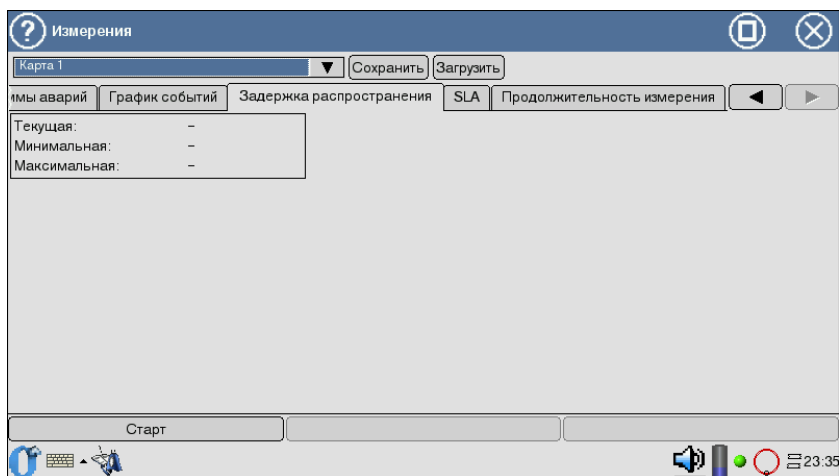 ? Измерения
Карта 1 Сохранить Загрузить
имы аварий График событий Задержка распространения SLA Продолжительность измерения
Текущая: –
Минимальная: –
Максимальная: –
Старт
23:35